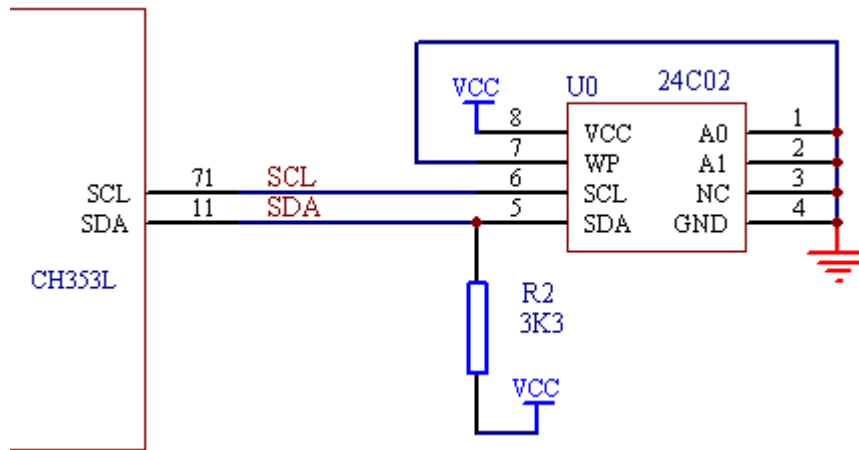 U0 24C02
VCC
8 VCC A0 1
7 WP A1 2
SCL 71 SCL 6 SCL NC 3
SDA 11 SDA 5 SDA GND 4
CH353L
R2
3K3
VCC